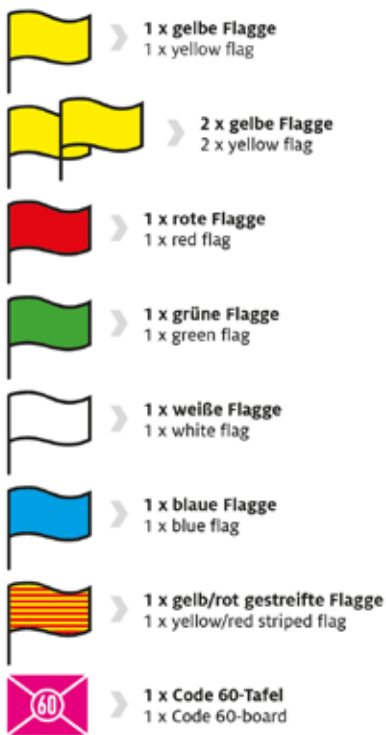 1 x gelbe Flagge
1 x yellow flag
2 x gelbe Flagge
2 x yellow flag
1 x rote Flagge
1 x red flag
1 x grüne Flagge
1 x green flag
1 x weiße Flagge
1 x white flag
1 x blaue Flagge
1 x blue flag
1 x gelb/rot gestreifte Flagge
1 x yellow/red striped flag
60
1 x Code 60-Tafel
1 x Code 60-board